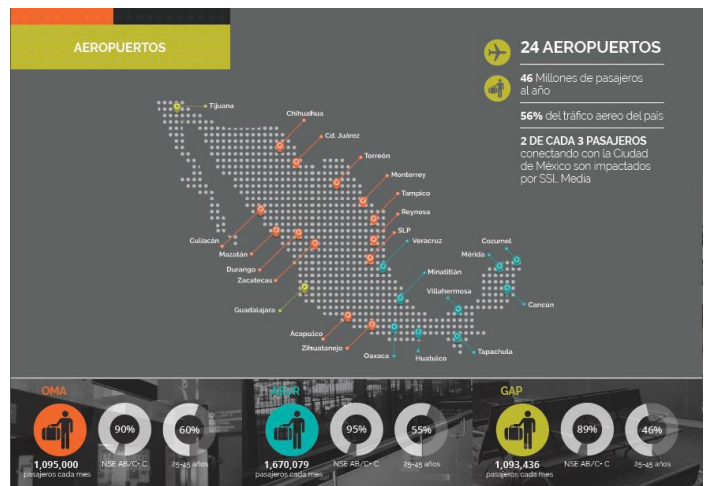 AEROPUERTOS
24 AEROPUERTOS
46 Millones de pasajeros
al año
56% del tráfico aereo del país
2 DE CADA 3 PASAJEROS
conectando con la Ciudad
de México son impactados
por SSL Media
Tijuana
Chihualhua
Cd. Juárez
Torreón
Monterrey
Tampico
Reynosa
SLP
Veracruz
Cozumel
Mérida
Culiacán
Mazatán
Durango
Zacatecas
Minatitlán
Villahermosa
Cancún
Guadalajara
Acapulco
Zihuatanejo
Oaxaca
Huatulco
Tapachula
OMA
90%
60%
1,095,000
pasajeros cada mes
NSE AB/C+ C
25-45 años
95%
55%
1,670,079
pasajeros cada mes
NSE AB/C+ C
25-45 años
GAP
89%
46%
1,093,436
pasajeros cada mes
NSE AB/C+ C
25-45 años